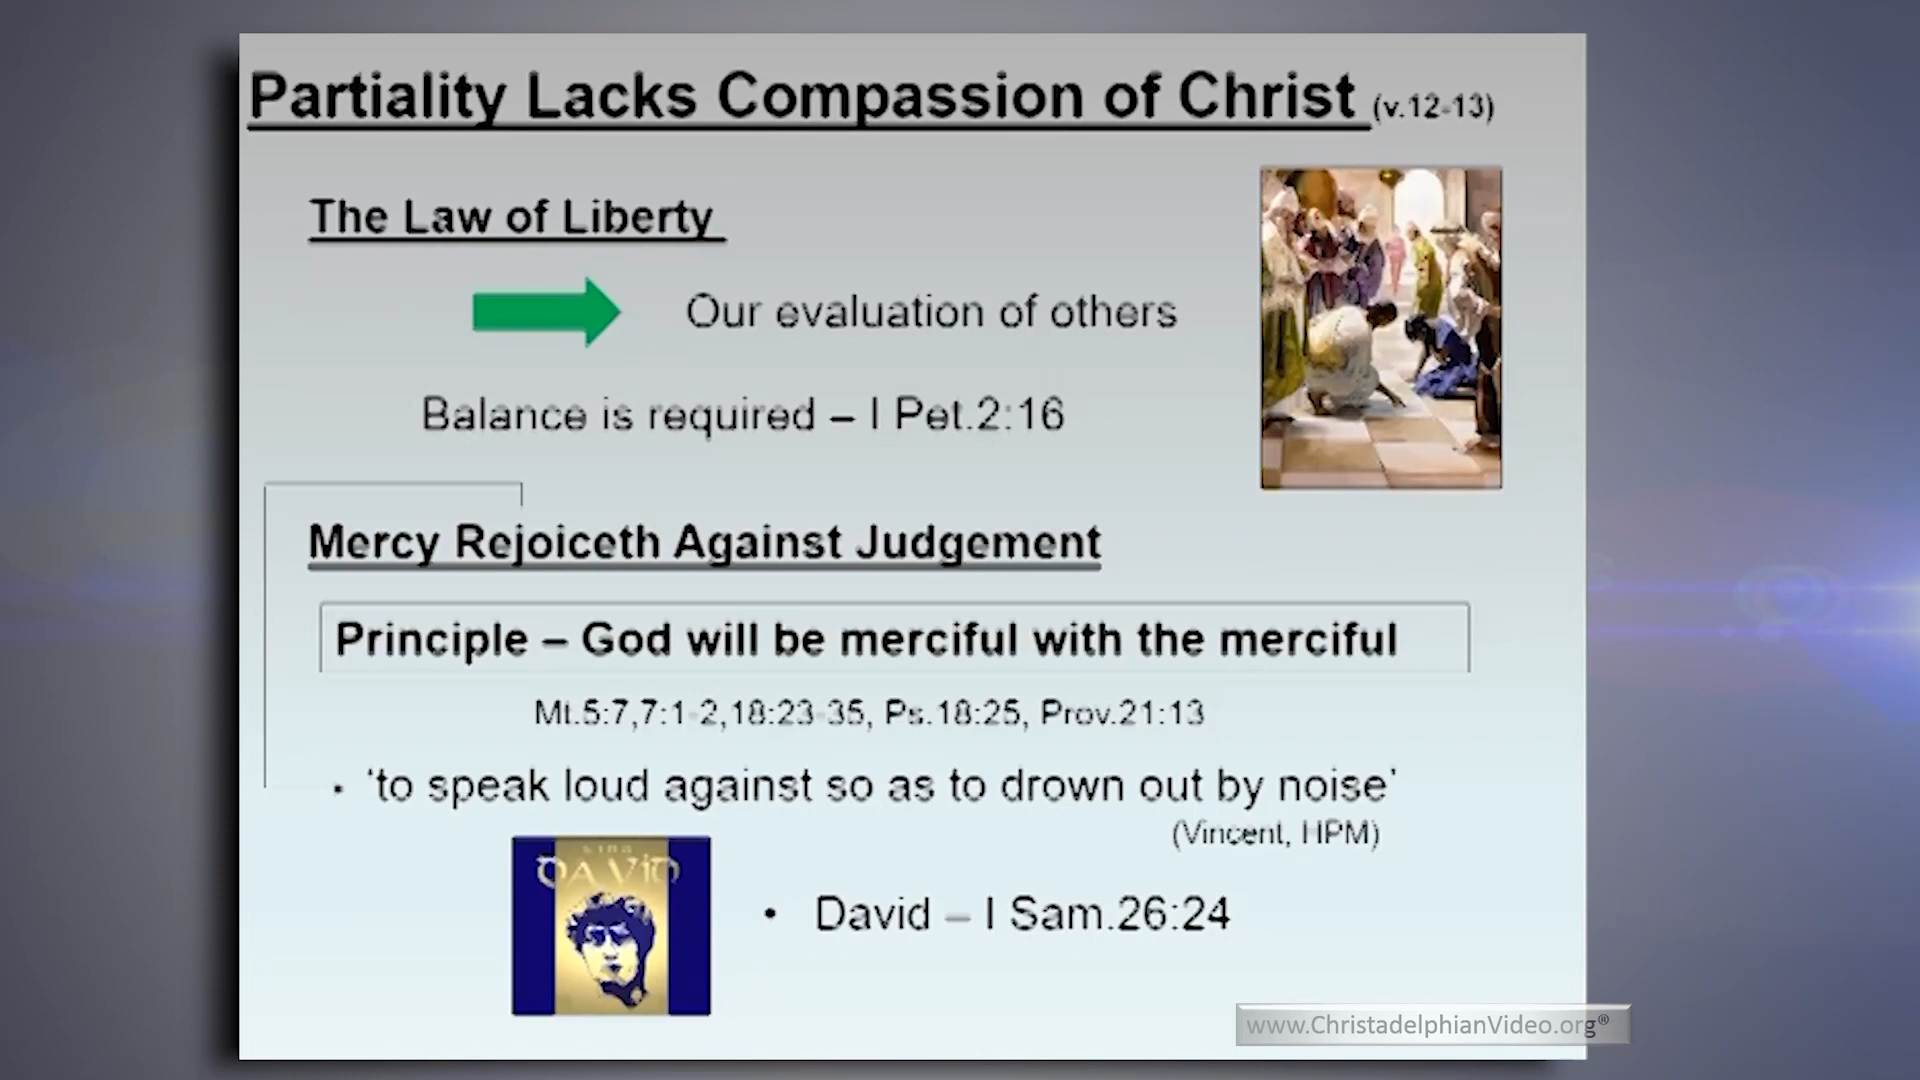 Partiality Lacks Compassion of Christ (v.12-13)
The Law of Liberty
Our evaluation of others
Balance is required – I Pet.2:16
Mercy Rejoiceth Against Judgement
Principle – God will be merciful with the merciful
Mt.5:7,7:1-2,18:23-35, Ps.18:25, Prov.21:13
• ‘to speak loud against so as to drown out by noise’
(Vincent, HPM)
KING
DAVID
• David – I Sam.26:24
www.ChristadelphianVideo.org®